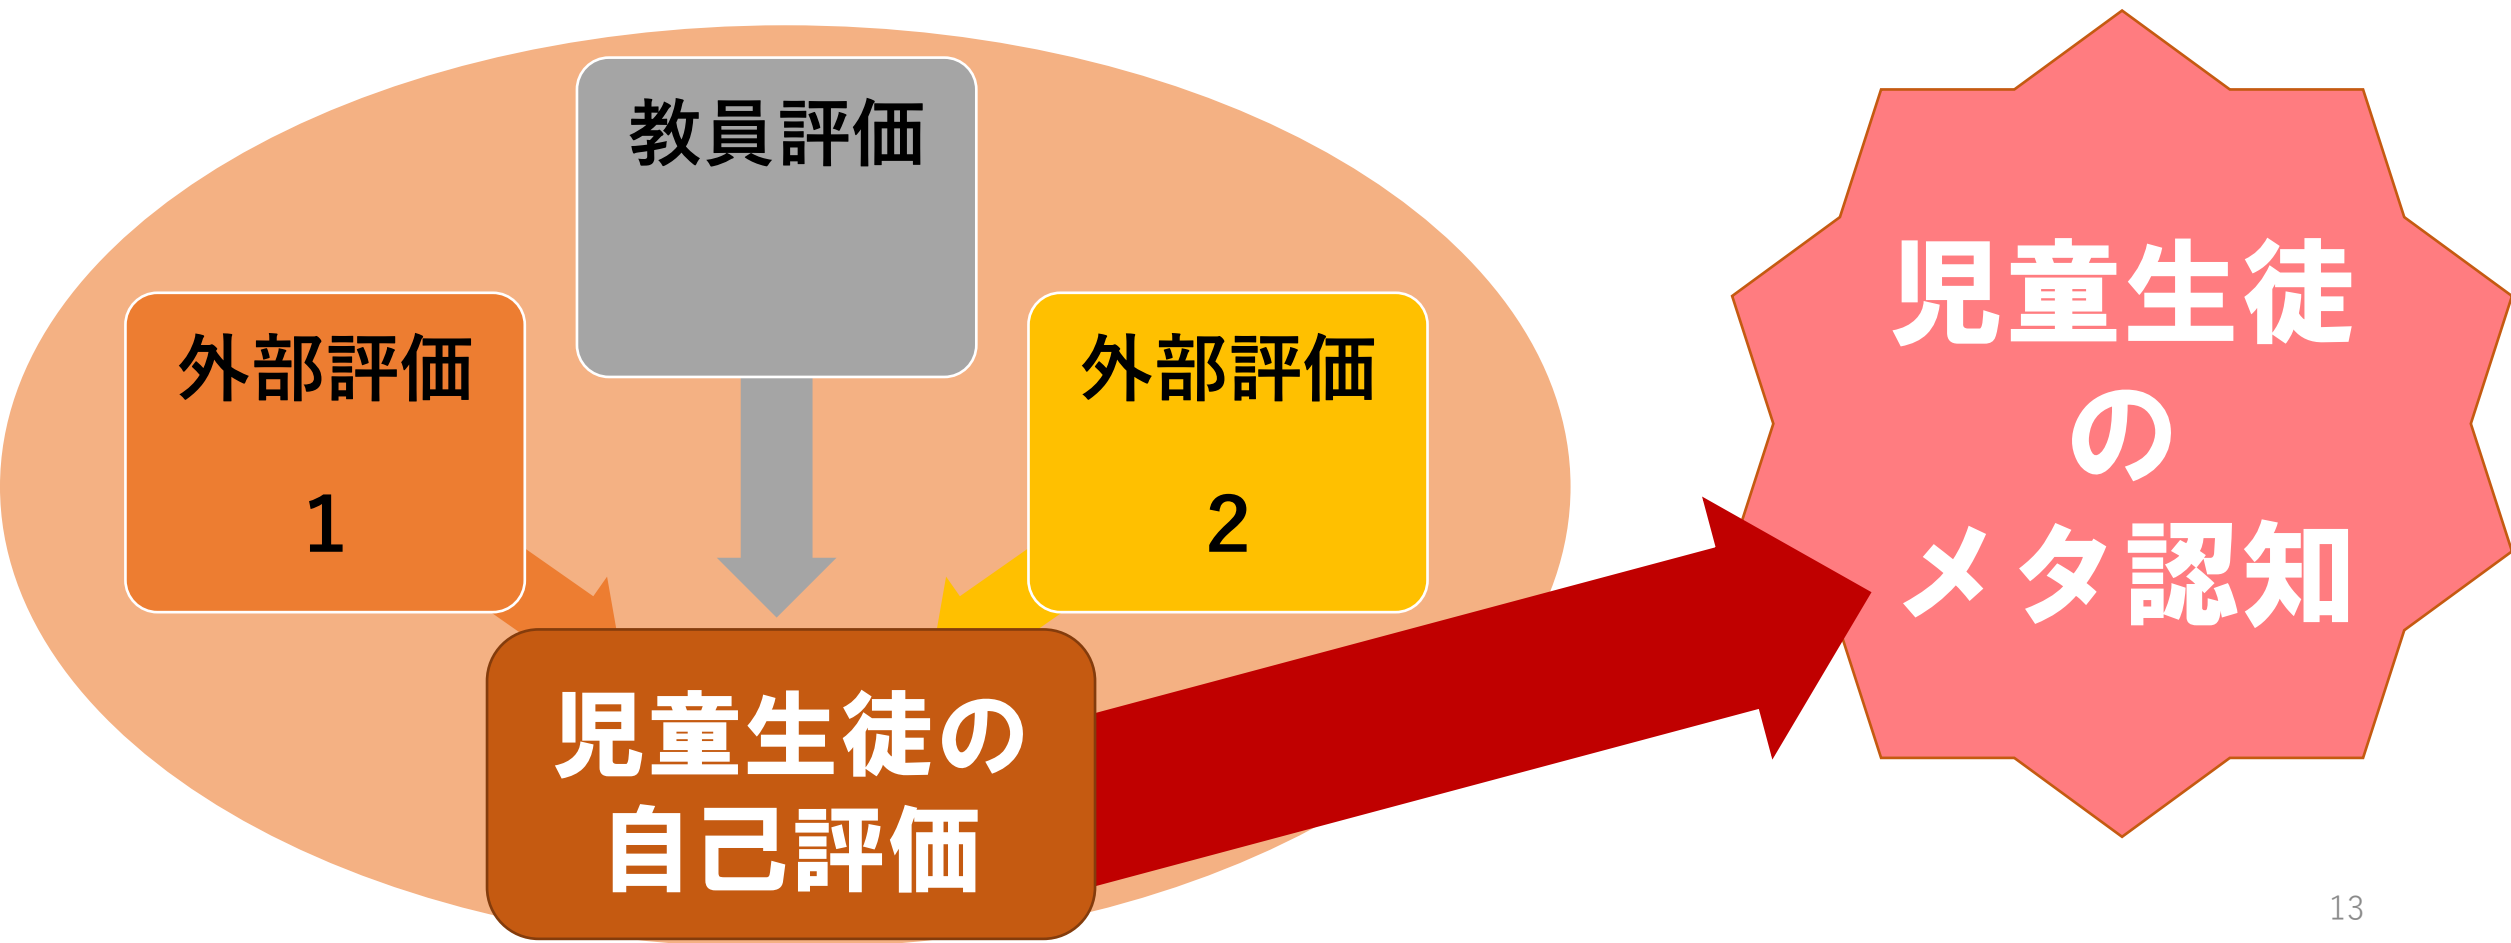 教員評価
外部評価
1
外部評価
2
児童生徒の
自己評価
児童生徒
の
メタ認知
13